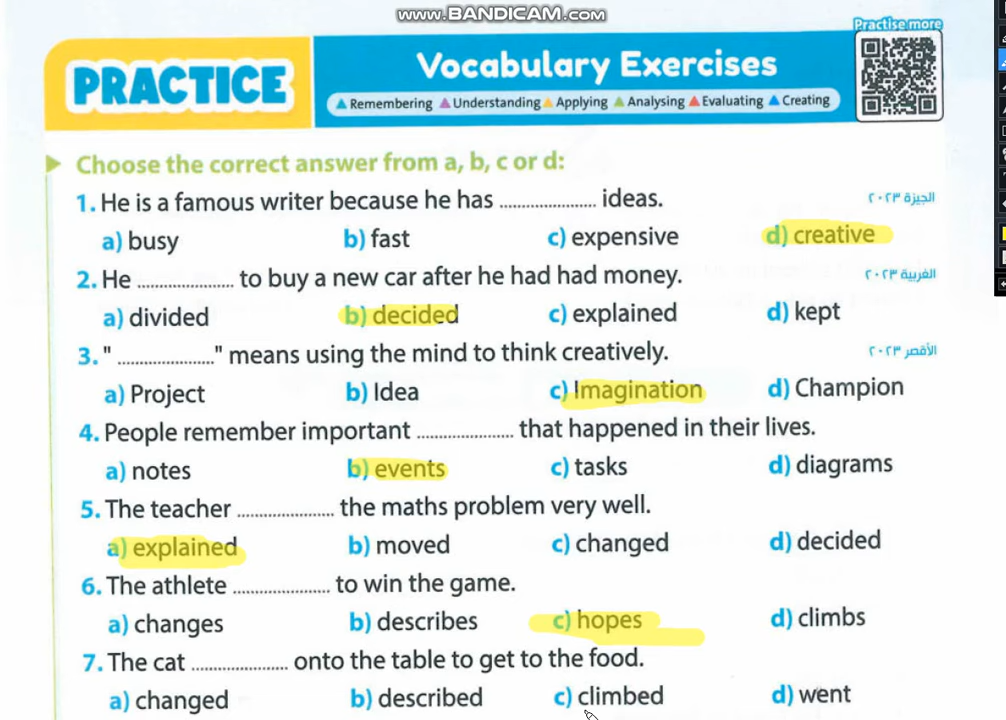 www.BANDICAM.com
Practise more
PRACTICE
Vocabulary Exercises
Remembering Understanding Applying Analysing Evaluating Creating
Choose the correct answer from a, b, c or d:
1. He is a famous writer because he has .................... ideas. الجيزة ٢٠٢٣
a) busy b) fast c) expensive d) creative
2. He .................... to buy a new car after he had had money. الغربية ٢٠٢٣
a) divided b) decided c) explained d) kept
3. " .................... " means using the mind to think creatively. الأقصر ٢٠٢٣
a) Project b) Idea c) Imagination d) Champion
4. People remember important .................... that happened in their lives.
a) notes b) events c) tasks d) diagrams
5. The teacher .................... the maths problem very well.
a) explained b) moved c) changed d) decided
6. The athlete .................... to win the game.
a) changes b) describes c) hopes d) climbs
7. The cat .................... onto the table to get to the food.
a) changed b) described c) climbed d) went